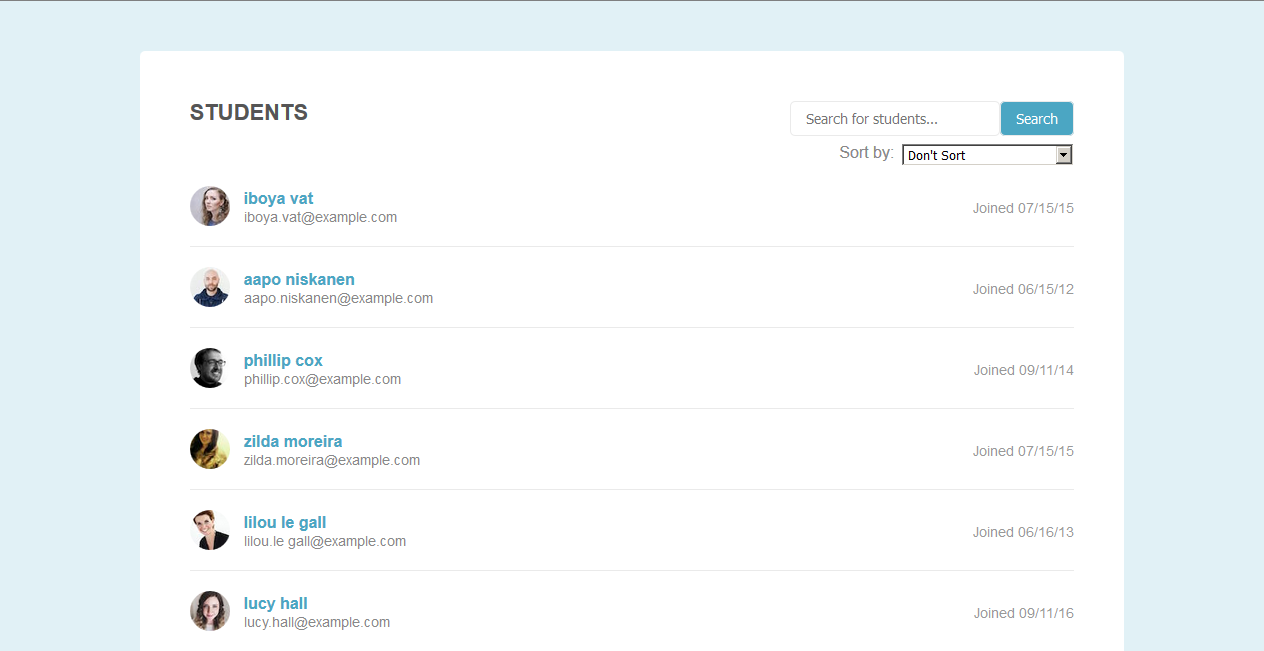 STUDENTS
Search for students...
Search
Sort by:
Don't Sort
iboya vat
iboya.vat@example.com
Joined 07/15/15
aapo niskanen
aapo.niskanen@example.com
Joined 06/15/12
phillip cox
phillip.cox@example.com
Joined 09/11/14
zilda moreira
zilda.moreira@example.com
Joined 07/15/15
lilou le gall
lilou.le gall@example.com
Joined 06/16/13
lucy hall
lucy.hall@example.com
Joined 09/11/16